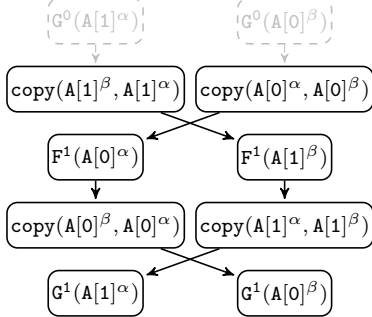 G⁰(A[1]ᵅ) G⁰(A[0]ᵝ)
copy(A[1]ᵝ, A[1]ᵅ) copy(A[0]ᵅ, A[0]ᵝ)
F¹(A[0]ᵅ) F¹(A[1]ᵝ)
copy(A[0]ᵝ, A[0]ᵅ) copy(A[1]ᵅ, A[1]ᵝ)
G¹(A[1]ᵅ) G¹(A[0]ᵝ)